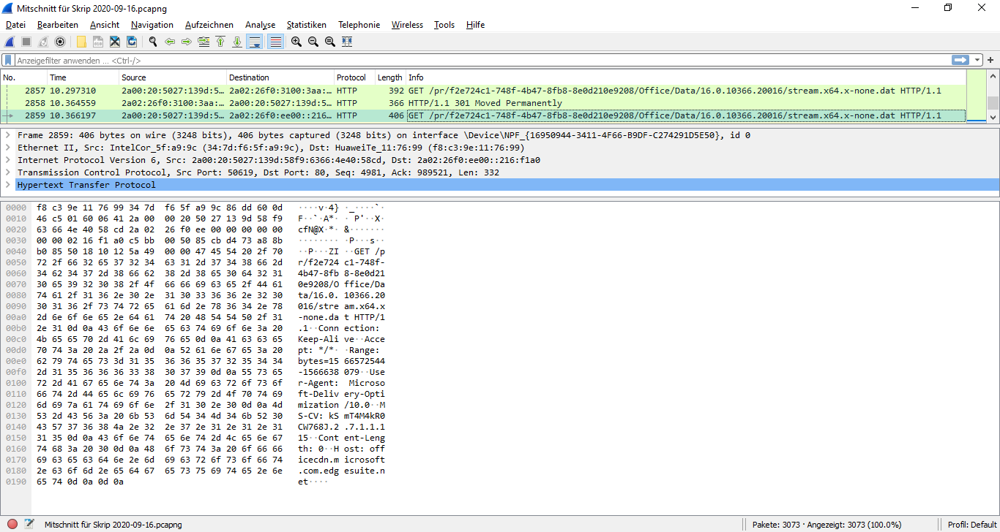 Mitschnitt für Skrip 2020-09-16.pcapng
Datei Bearbeiten Ansicht Navigation Aufzeichnen Analyse Statistiken Telephonie Wireless Tools Hilfe
Anzeigefilter anwenden ... <Ctrl-/>
No. Time Source Destination Protocol Length Info
2857 10.297310 2a00:20:5027:139d:5… 2a02:26f0:3100:3aa:… HTTP 392 GET /pr/f2e724c1-748f-4b47-8fb8-8e0d210e9208/Office/Data/16.0.10366.20016/stream.x64.x-none.dat HTTP/1.1
2858 10.364559 2a02:26f0:3100:3aa:… 2a00:20:5027:139d:5… HTTP 366 HTTP/1.1 301 Moved Permanently
2859 10.366197 2a00:20:5027:139d:5… 2a02:26f0:ee00::216… HTTP 406 GET /pr/f2e724c1-748f-4b47-8fb8-8e0d210e9208/Office/Data/16.0.10366.20016/stream.x64.x-none.dat HTTP/1.1
Frame 2859: 406 bytes on wire (3248 bits), 406 bytes captured (3248 bits) on interface \Device\NPF_{16950944-3411-4F66-B9DF-C274291D5E50}, id 0
Ethernet II, Src: IntelCor_5f:a9:9c (34:7d:f6:5f:a9:9c), Dst: HuaweiTe_11:76:99 (f8:c3:9e:11:76:99)
Internet Protocol Version 6, Src: 2a00:20:5027:139d:58f9:6366:4e40:58cd, Dst: 2a02:26f0:ee00::216:f1a0
Transmission Control Protocol, Src Port: 50619, Dst Port: 80, Seq: 4981, Ack: 989521, Len: 332
Hypertext Transfer Protocol
0000 f8 c3 9e 11 76 99 34 7d f6 5f a9 9c 86 dd 60 0d ····v·4} ·_····`·
0010 46 c5 01 60 06 41 2a 00 00 20 50 27 13 9d 58 f9 F··`·A*· · P'··X·
0020 63 66 4e 40 58 cd 2a 02 26 f0 ee 00 00 00 00 00 cfN@X·*· &·······
0030 00 00 02 16 f1 a0 c5 bb 00 50 85 cb d4 73 a8 8b ········ ·P···s··
0040 b0 85 50 18 10 12 5a 49 00 00 47 45 54 20 2f 70 ··P···ZI ··GET /p
0050 72 2f 66 32 65 37 32 34 63 31 2d 37 34 38 66 2d r/f2e724 c1-748f-
0060 34 62 34 37 2d 38 66 62 38 2d 38 65 30 64 32 31 4b47-8fb 8-8e0d21
0070 30 65 39 32 30 38 2f 4f 66 66 69 63 65 2f 44 61 0e9208/O ffice/Da
0080 74 61 2f 31 36 2e 30 2e 31 30 33 36 36 2e 32 30 ta/16.0. 10366.20
0090 30 31 36 2f 73 74 72 65 61 6d 2e 78 36 34 2e 78 016/stre am.x64.x
00a0 2d 6e 6f 6e 65 2e 64 61 74 20 48 54 54 50 2f 31 -none.da t HTTP/1
00b0 2e 31 0d 0a 43 6f 6e 6e 65 63 74 69 6f 6e 3a 20 .1··Conn ection: 
00c0 4b 65 65 70 2d 41 6c 69 76 65 0d 0a 41 63 63 65 Keep-Ali ve··Acce
00d0 70 74 3a 20 2a 2f 2a 0d 0a 52 61 6e 67 65 3a 20 pt: */*· ·Range: 
00e0 62 79 74 65 73 3d 31 35 36 36 35 37 32 35 34 34 bytes=15 66572544
00f0 2d 31 35 36 36 36 33 38 30 37 39 0d 0a 55 73 65 -1566638 079··Use
0100 72 2d 41 67 65 6e 74 3a 20 4d 69 63 72 6f 73 6f r-Agent:  Microso
0110 66 74 2d 44 65 6c 69 76 65 72 79 2d 4f 70 74 69 ft-Deliv ery-Opti
0120 6d 69 7a 61 74 69 6f 6e 2f 31 30 2e 30 0d 0a 4d mization /10.0··M
0130 53 2d 43 56 3a 20 6b 53 6d 54 34 4d 34 6b 52 30 S-CV: kS mT4M4kR0
0140 43 57 37 36 38 4a 2e 32 2e 37 2e 31 2e 31 2e 31 CW768J.2 .7.1.1.1
0150 31 35 0d 0a 43 6f 6e 74 65 6e 74 2d 4c 65 6e 67 15··Cont ent-Leng
0160 74 68 3a 20 30 0d 0a 48 6f 73 74 3a 20 6f 66 66 th: 0··H ost: off
0170 69 63 65 63 64 6e 2e 6d 69 63 72 6f 73 6f 66 74 icecdn.m icrosoft
0180 2e 63 6f 6d 2e 65 64 67 65 73 75 69 74 65 2e 6e .com.edg esuite.n
0190 65 74 0d 0a 0d 0a et····
Mitschnitt für Skrip 2020-09-16.pcapng Pakete: 3073 · Angezeigt: 3073 (100.0%) Profil: Default